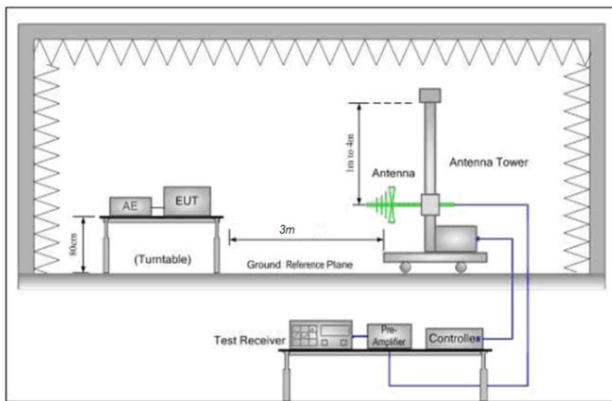 1m to 4m
Antenna
Antenna Tower
AE
EUT
80cm
(Turntable)
3m
Ground Reference Plane
Test Receiver
Pre-
Amplifier
Controller